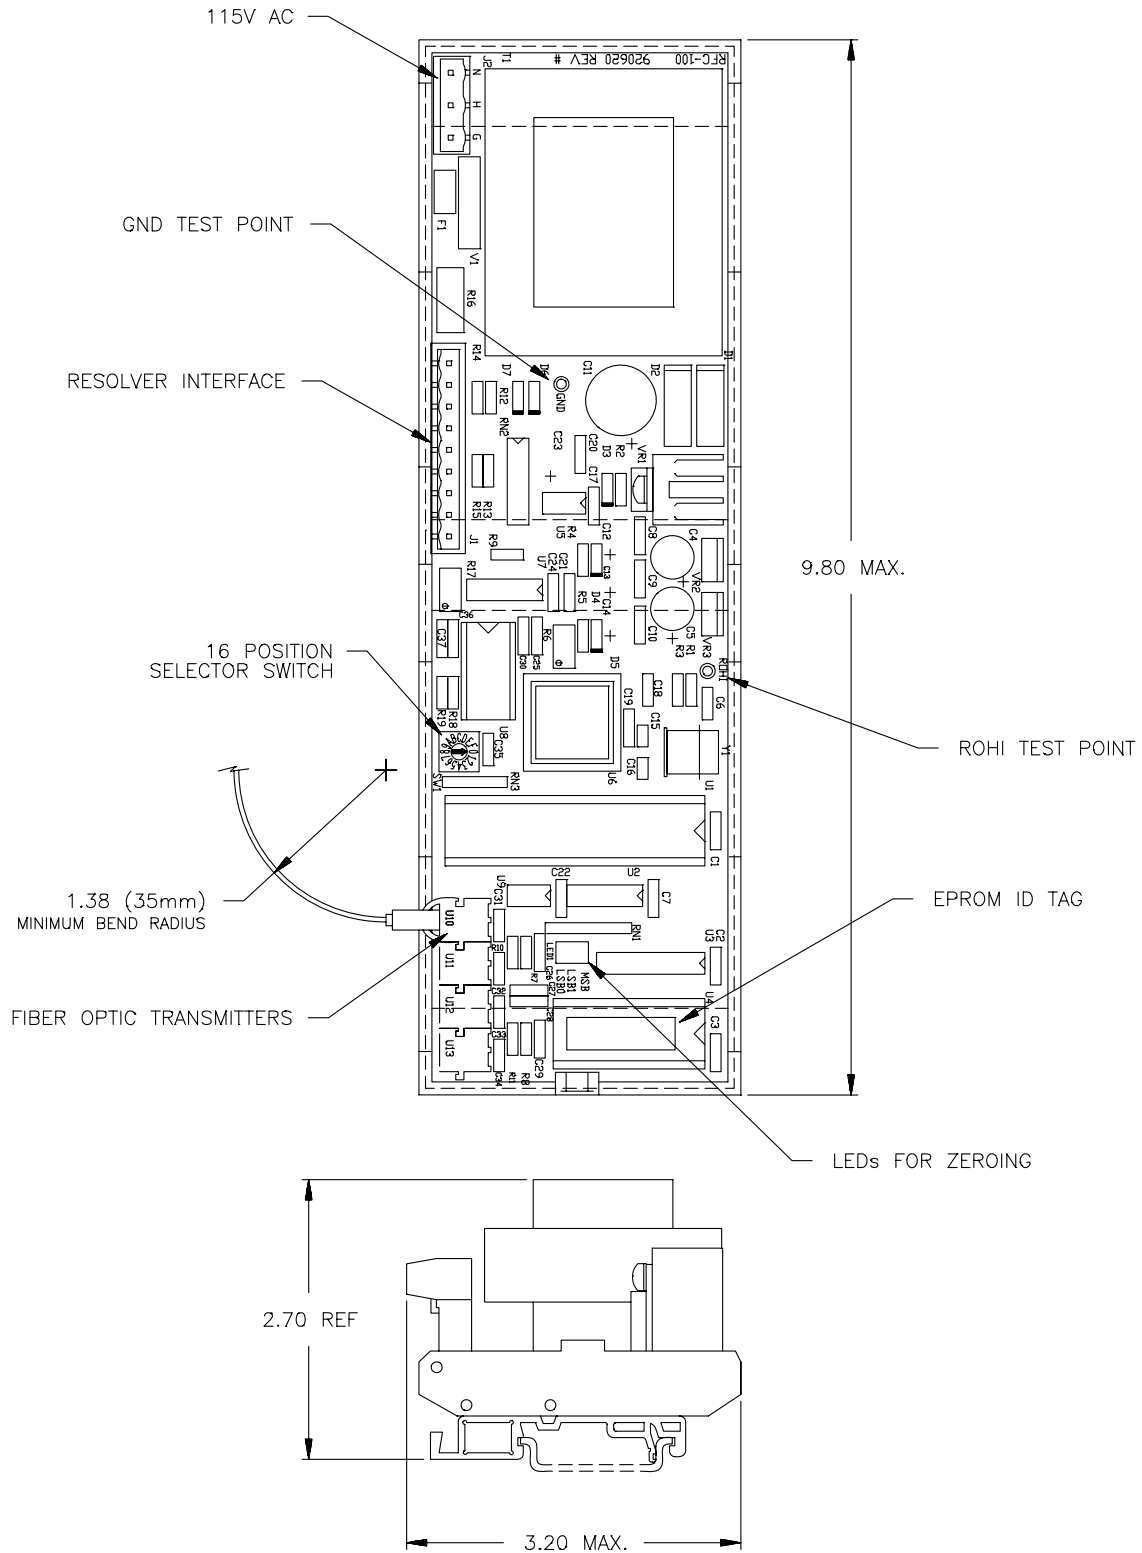 115V AC
J2
T1
RFC-100 920620 REV #
N
H
G
F1
V1
GND TEST POINT
R16
R14
D7
D6
C11
D2
D1
RESOLVER INTERFACE
R12
GND
RN2
C23
C20
D3
R2
VR1
C17
R15
R13
U5
R4
C12
C8
C4
J1
R9
U7
C24
C21
C13
9.80 MAX.
R17
R5
D4
C14
C9
VR2
C36
C37
C30
C25
R6
D5
C10
C5
R1
R3
VR3
16 POSITION
SELECTOR SWITCH
ROHI
R19
R18
C19
C18
C15
C6
U8
C35
ROHI TEST POINT
SW1
RN3
U6
C16
U1
Y1
C1
1.38 (35mm)
MINIMUM BEND RADIUS
U9
C31
C22
U2
C7
EPROM ID TAG
U10
RN1
U11
R10
LED1
R7
C26
C27
LSB0
LSB1
MSB
U3
C2
FIBER OPTIC TRANSMITTERS
U12
C32
C28
U4
C3
U13
C33
C34
R11
R8
C29
LEDs FOR ZEROING
2.70 REF
3.20 MAX.